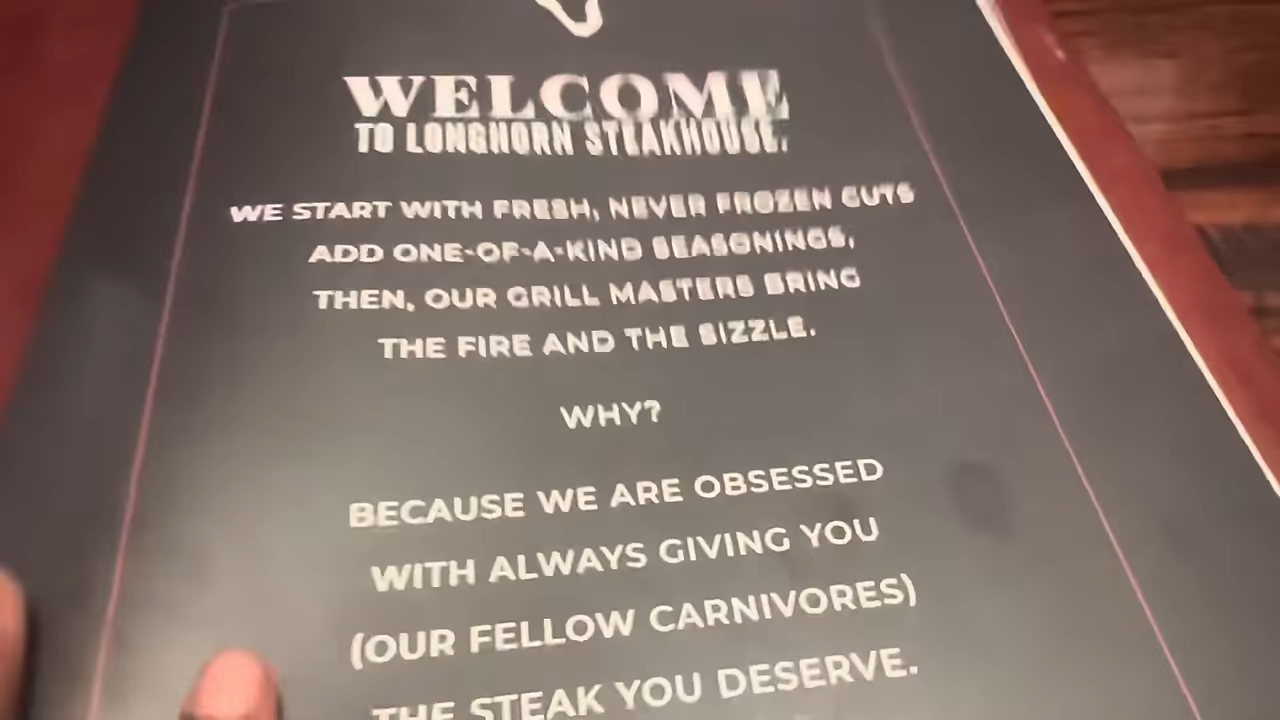 WELCOME
TO LONGHORN STEAKHOUSE.
WE START WITH FRESH, NEVER FROZEN CUTS
ADD ONE-OF-A-KIND SEASONINGS,
THEN, OUR GRILL MASTERS BRING
THE FIRE AND THE SIZZLE.
WHY?
BECAUSE WE ARE OBSESSED
WITH ALWAYS GIVING YOU
(OUR FELLOW CARNIVORES)
THE STEAK YOU DESERVE.